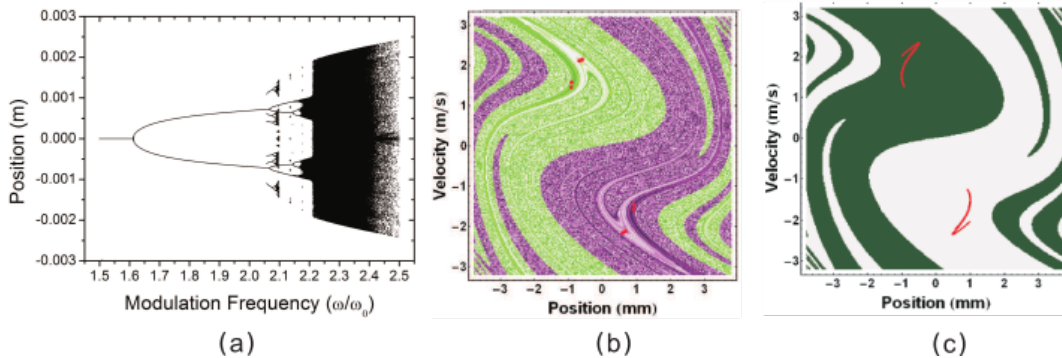 0.003
0.002
0.001
0.000
-0.001
-0.002
-0.003
Position (m)
1.5 1.6 1.7 1.8 1.9 2.0 2.1 2.2 2.3 2.4 2.5
Modulation Frequency (ω/ω0)
(a)
3
2
1
0
-1
-2
-3
Velocity (m/s)
-3 -2 -1 0 1 2 3
Position (mm)
(b)
3
2
1
0
-1
-2
-3
Velocity (m/s)
-3 -2 -1 0 1 2 3
Position (mm)
(c)